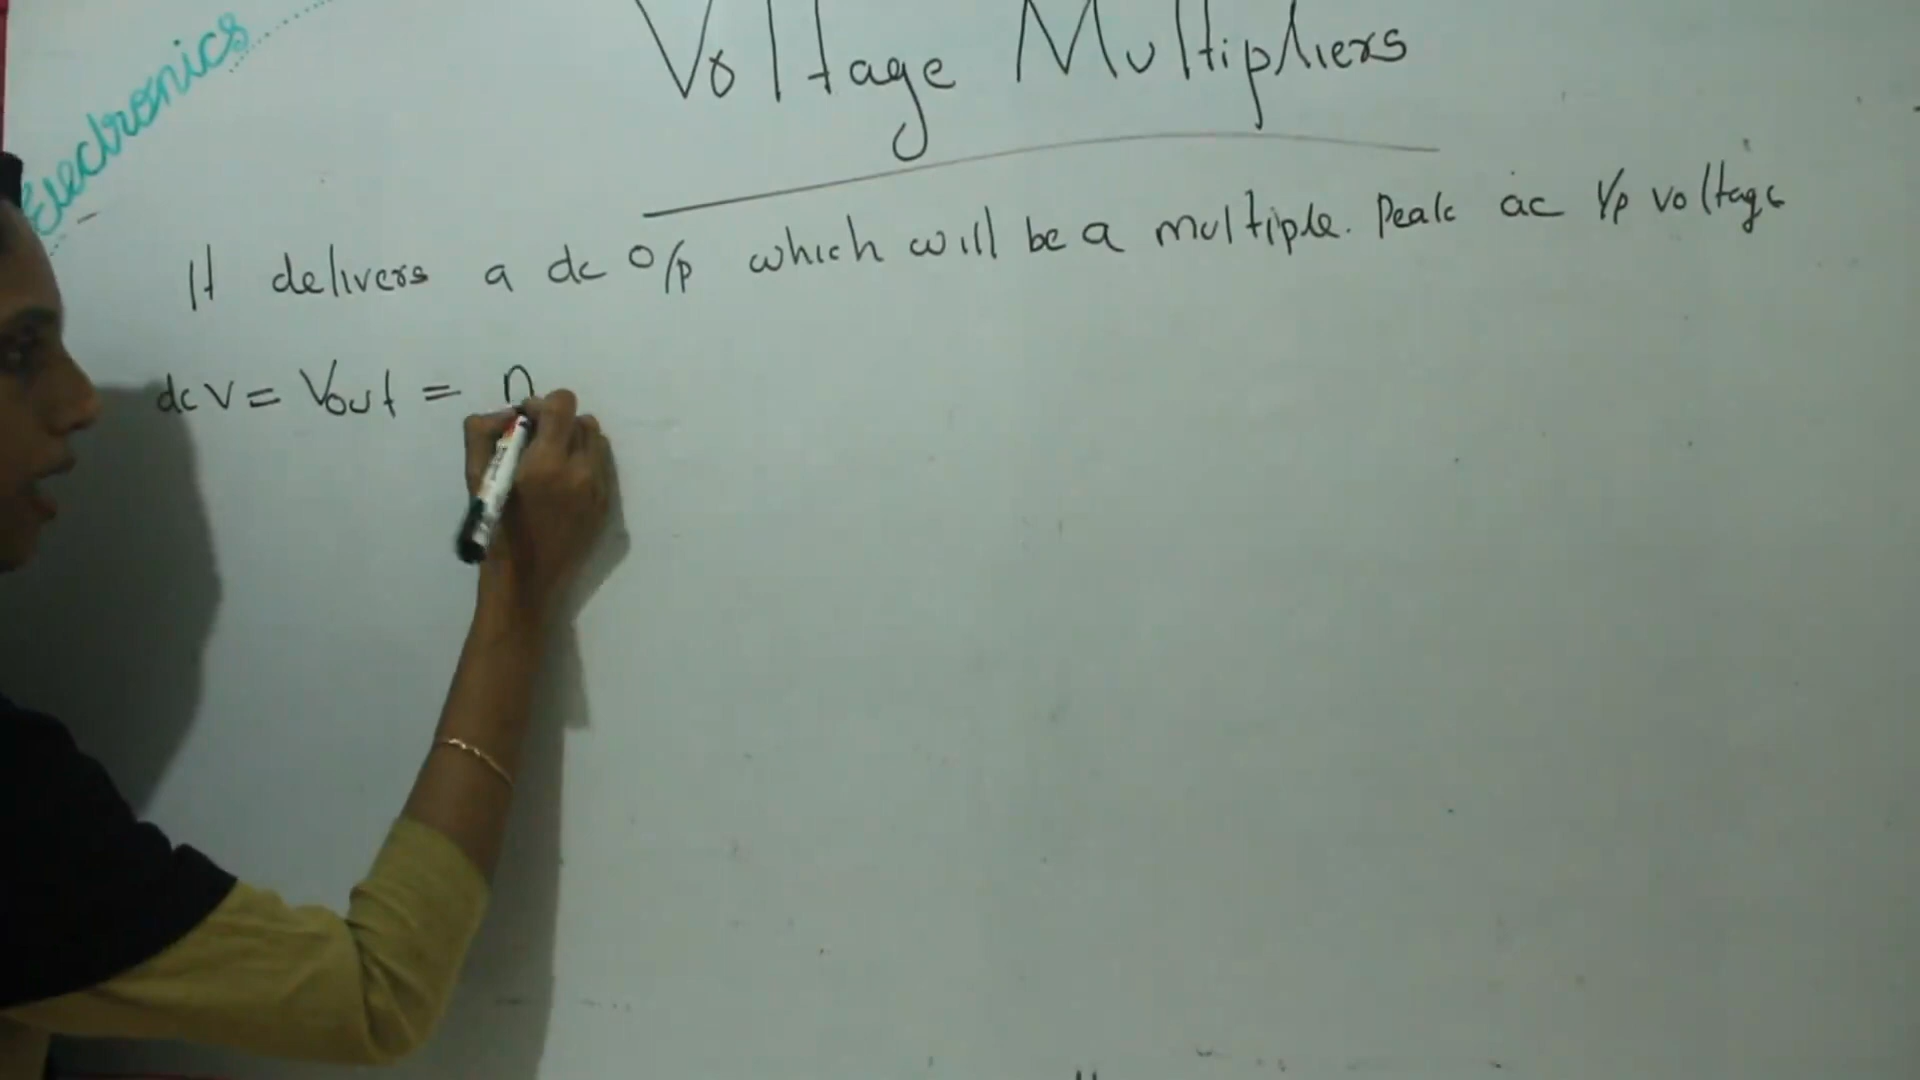 Electronics
Voltage Multipliers
It delivers a dc o/p which will be a multiple. Peak ac i/p voltage
dc V = Vout = n